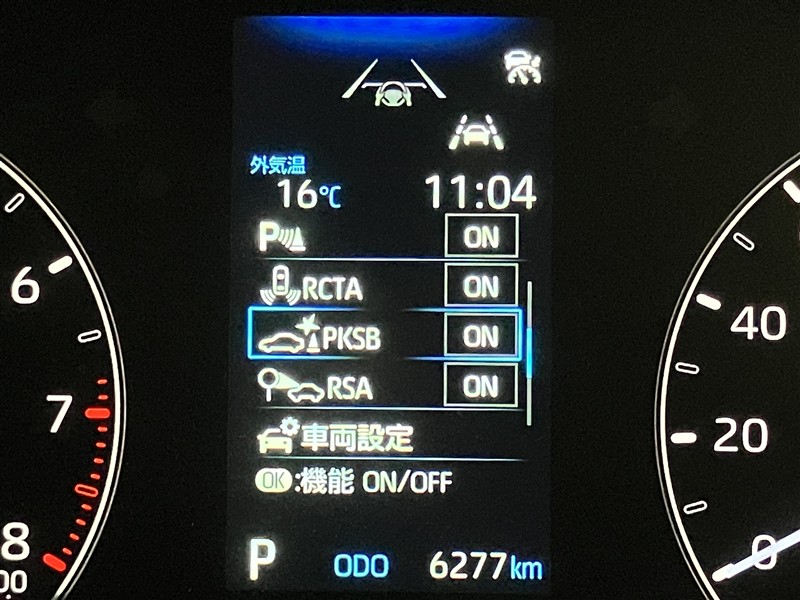 外気温
16℃ 11:04
P ON
RCTA ON
PKSB ON
RSA ON
車両設定
OK:機能 ON/OFF
P ODO 6277km
6
7
8
00
40
20
0